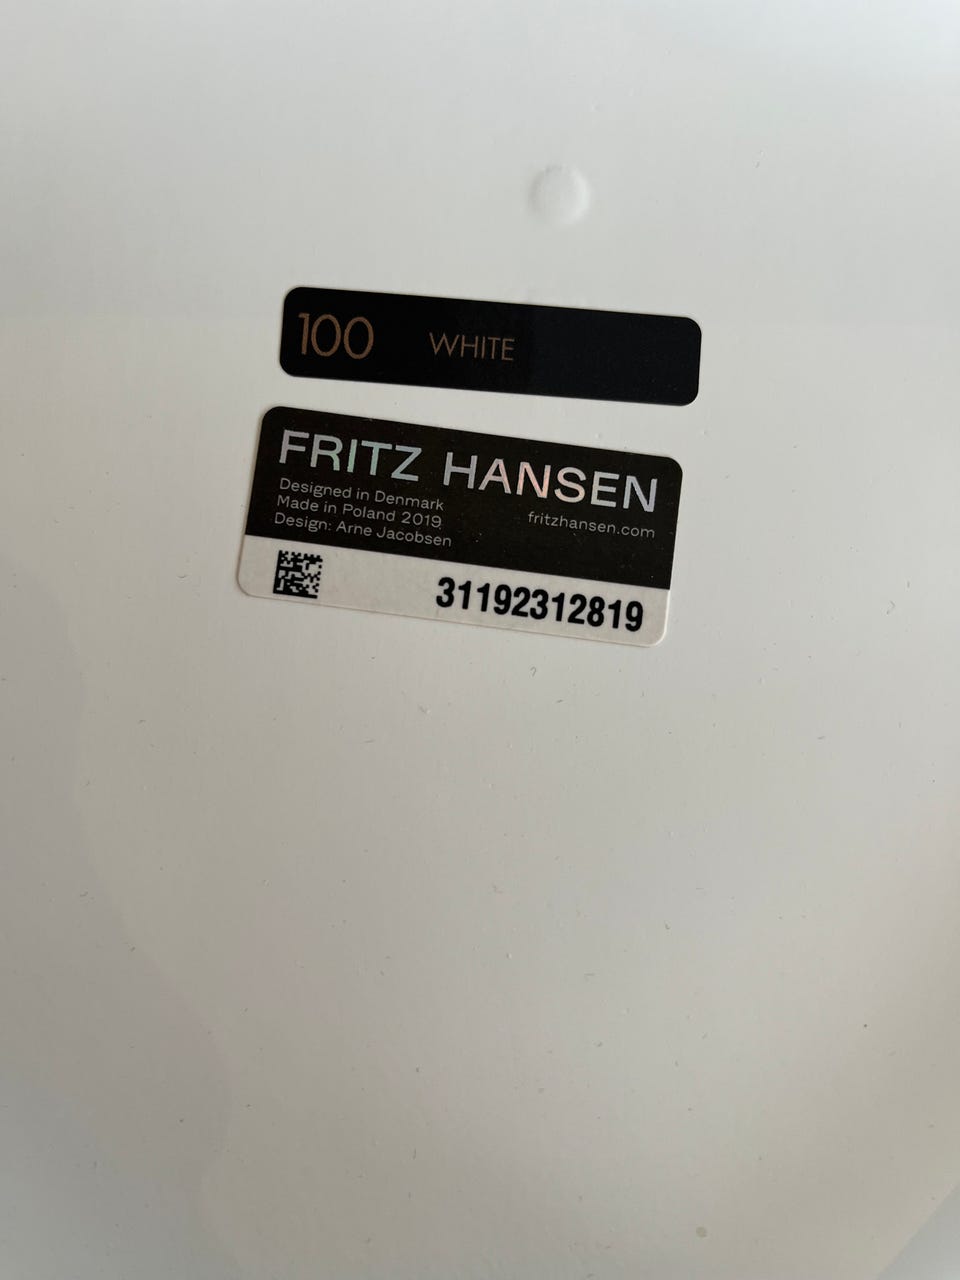 100 WHITE
FRITZ HANSEN
Designed in Denmark
Made in Poland 2019
Design: Arne Jacobsen
fritzhansen.com
31192312819